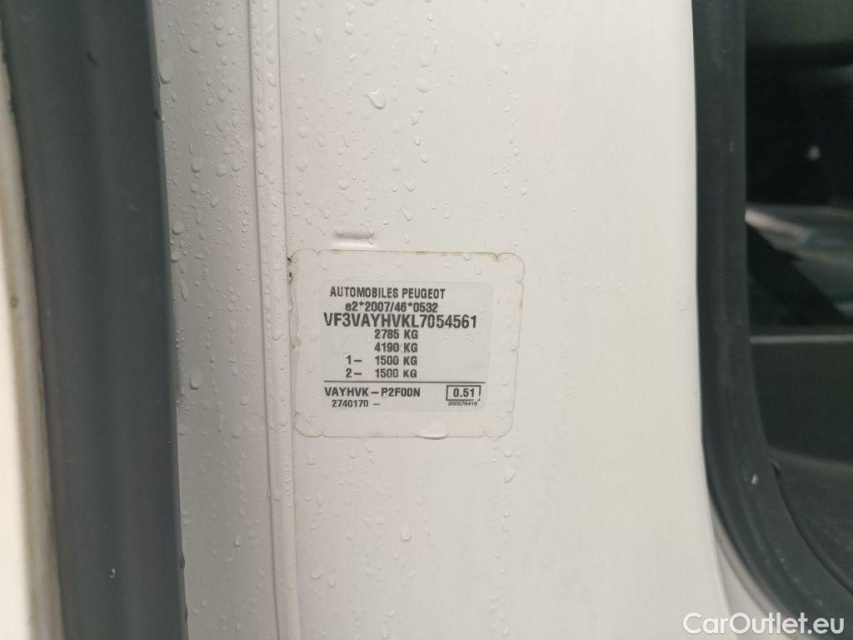 AUTOMOBILES PEUGEOT
e2*2007/46*0532
VF3VAYHVKL7054561
2785 KG
4190 KG
1- 1500 KG
2- 1500 KG
VAYHVK-P2F00N 0.51
2740170 -
CarOutlet.eu